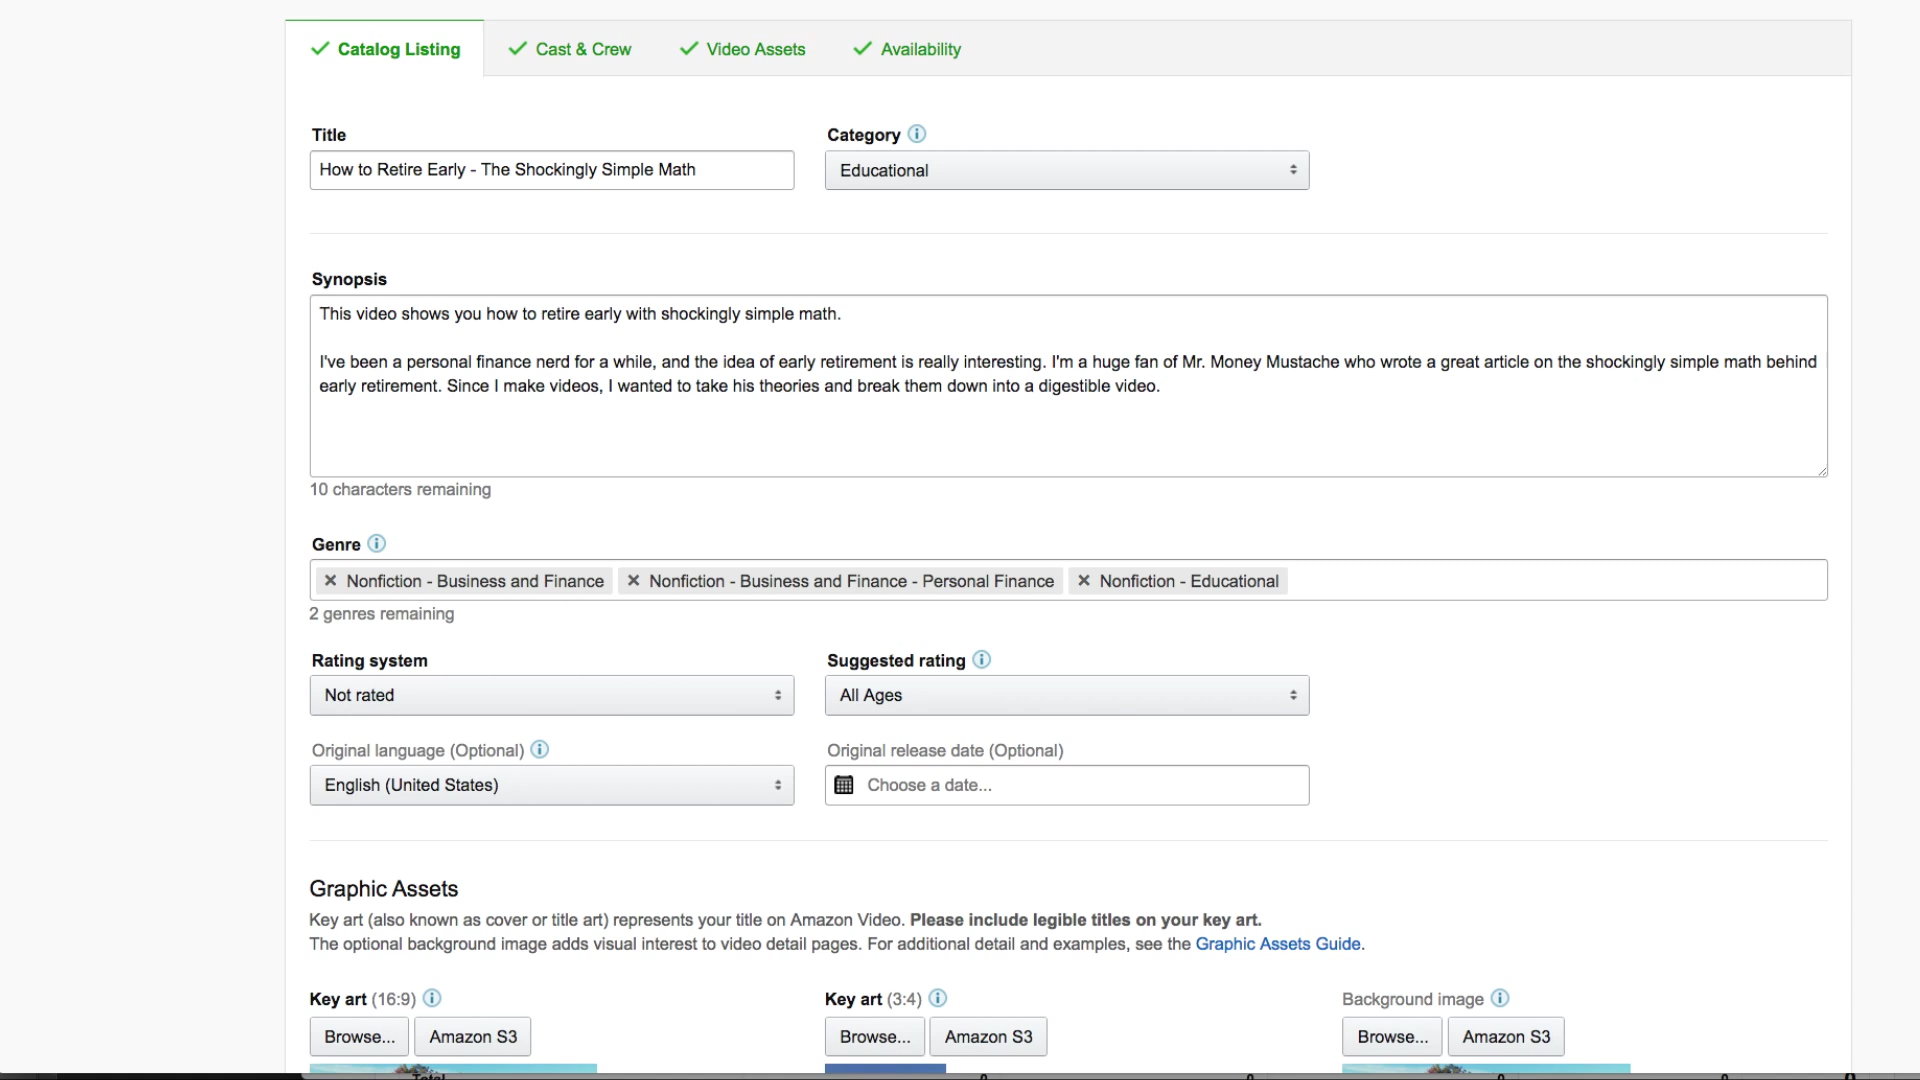 Catalog Listing
Cast & Crew
Video Assets
Availability
Title
Category
How to Retire Early - The Shockingly Simple Math
Educational
Synopsis
This video shows you how to retire early with shockingly simple math.
I've been a personal finance nerd for a while, and the idea of early retirement is really interesting. I'm a huge fan of Mr. Money Mustache who wrote a great article on the shockingly simple math behind
early retirement. Since I make videos, I wanted to take his theories and break them down into a digestible video.
10 characters remaining
Genre
Nonfiction - Business and Finance
Nonfiction - Business and Finance - Personal Finance
Nonfiction - Educational
2 genres remaining
Rating system
Suggested rating
Not rated
All Ages
Original language (Optional)
Original release date (Optional)
English (United States)
Choose a date...
Graphic Assets
Key art (also known as cover or title art) represents your title on Amazon Video. Please include legible titles on your key art.
The optional background image adds visual interest to video detail pages. For additional detail and examples, see the Graphic Assets Guide.
Key art (16:9)
Key art (3:4)
Background image
Browse...
Amazon S3
Browse...
Amazon S3
Browse...
Amazon S3